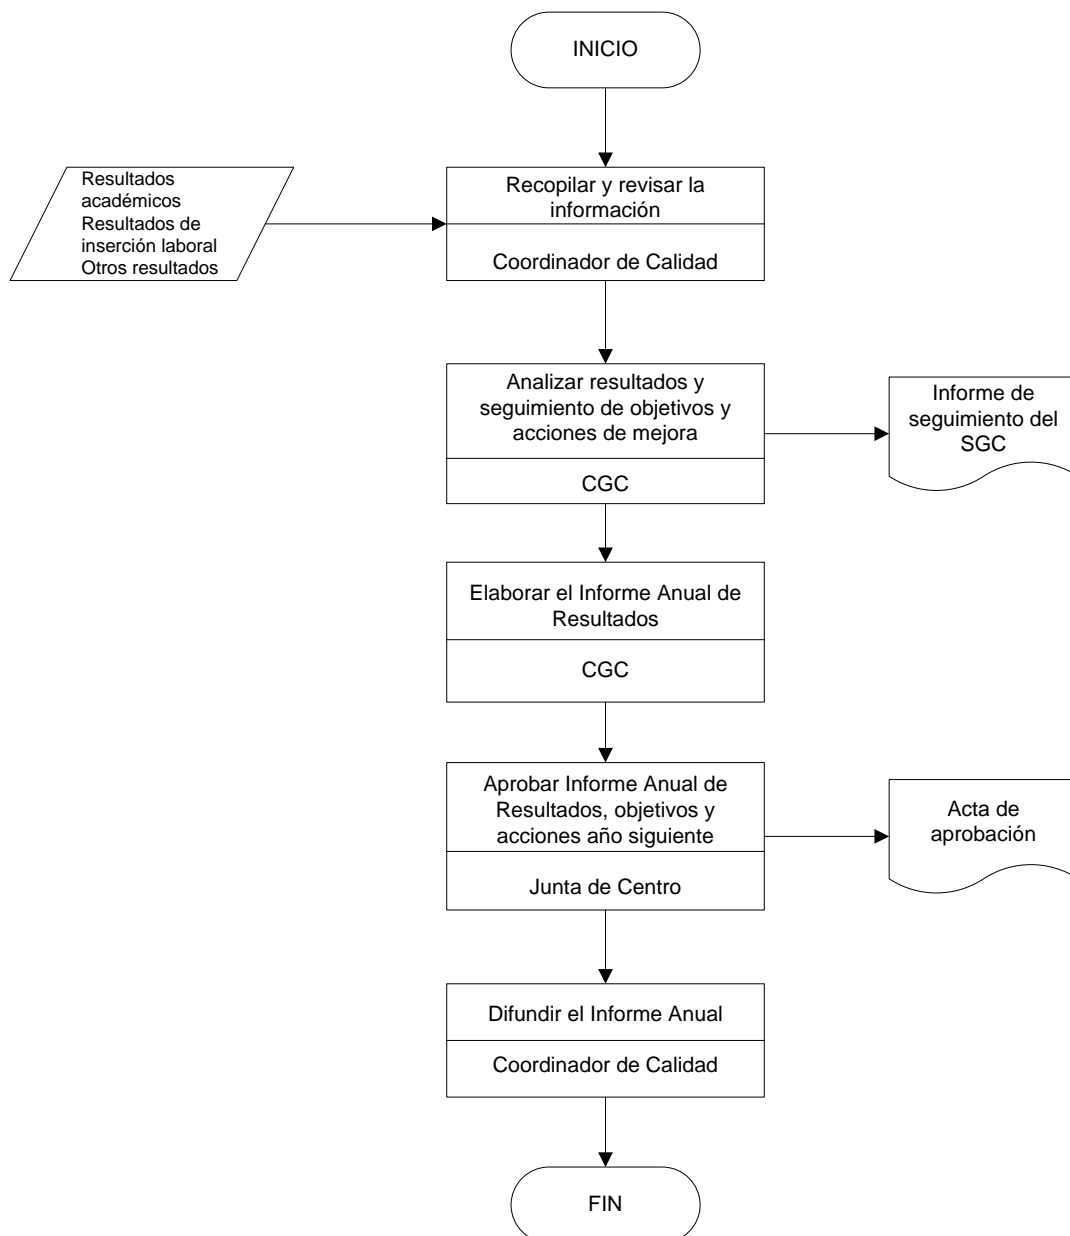 INICIO
Resultados
académicos
Resultados de
inserción laboral
Otros resultados
Recopilar y revisar la
información
Coordinador de Calidad
Analizar resultados y
seguimiento de objetivos y
acciones de mejora
CGC
Informe de
seguimiento del
SGC
Elaborar el Informe Anual de
Resultados
CGC
Aprobar Informe Anual de
Resultados, objetivos y
acciones año siguiente
Junta de Centro
Acta de
aprobación
Difundir el Informe Anual
Coordinador de Calidad
FIN